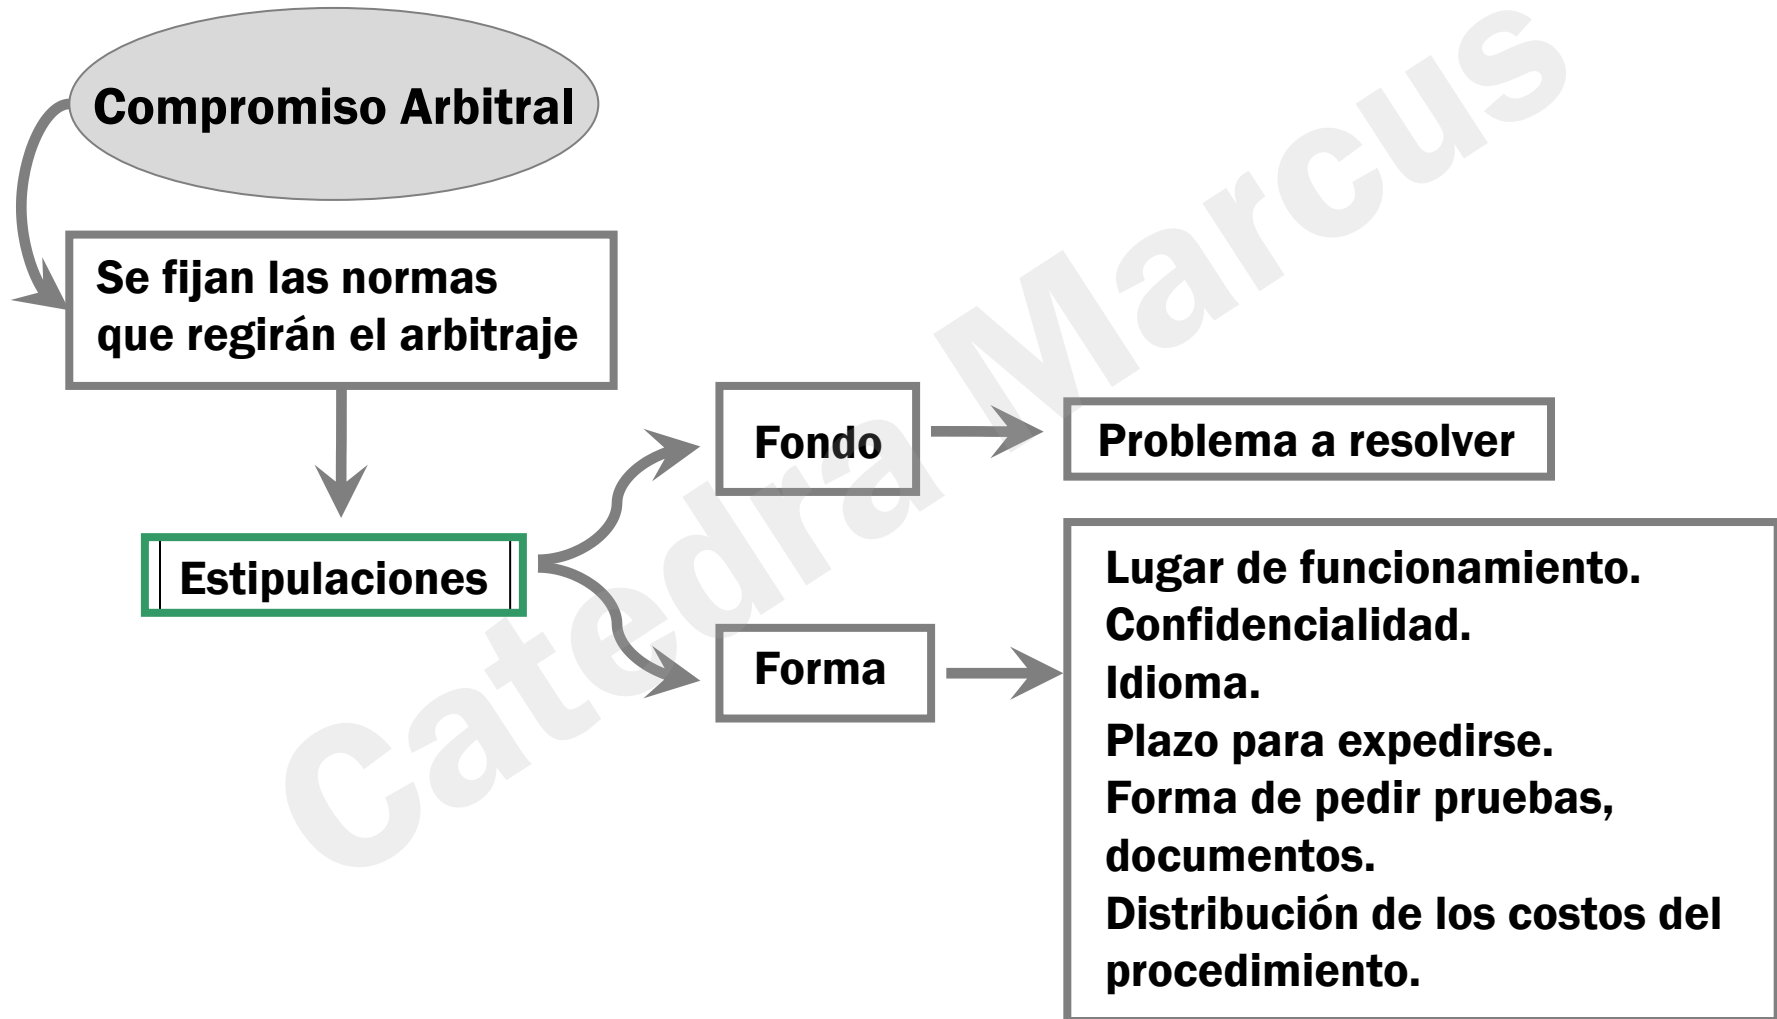 Compromiso Arbitral
Se fijan las normas
que regirán el arbitraje
Estipulaciones
Fondo
Problema a resolver
Forma
Lugar de funcionamiento.
Confidencialidad.
Idioma.
Plazo para expedirse.
Forma de pedir pruebas,
documentos.
Distribución de los costos del
procedimiento.
Catedra Marcus